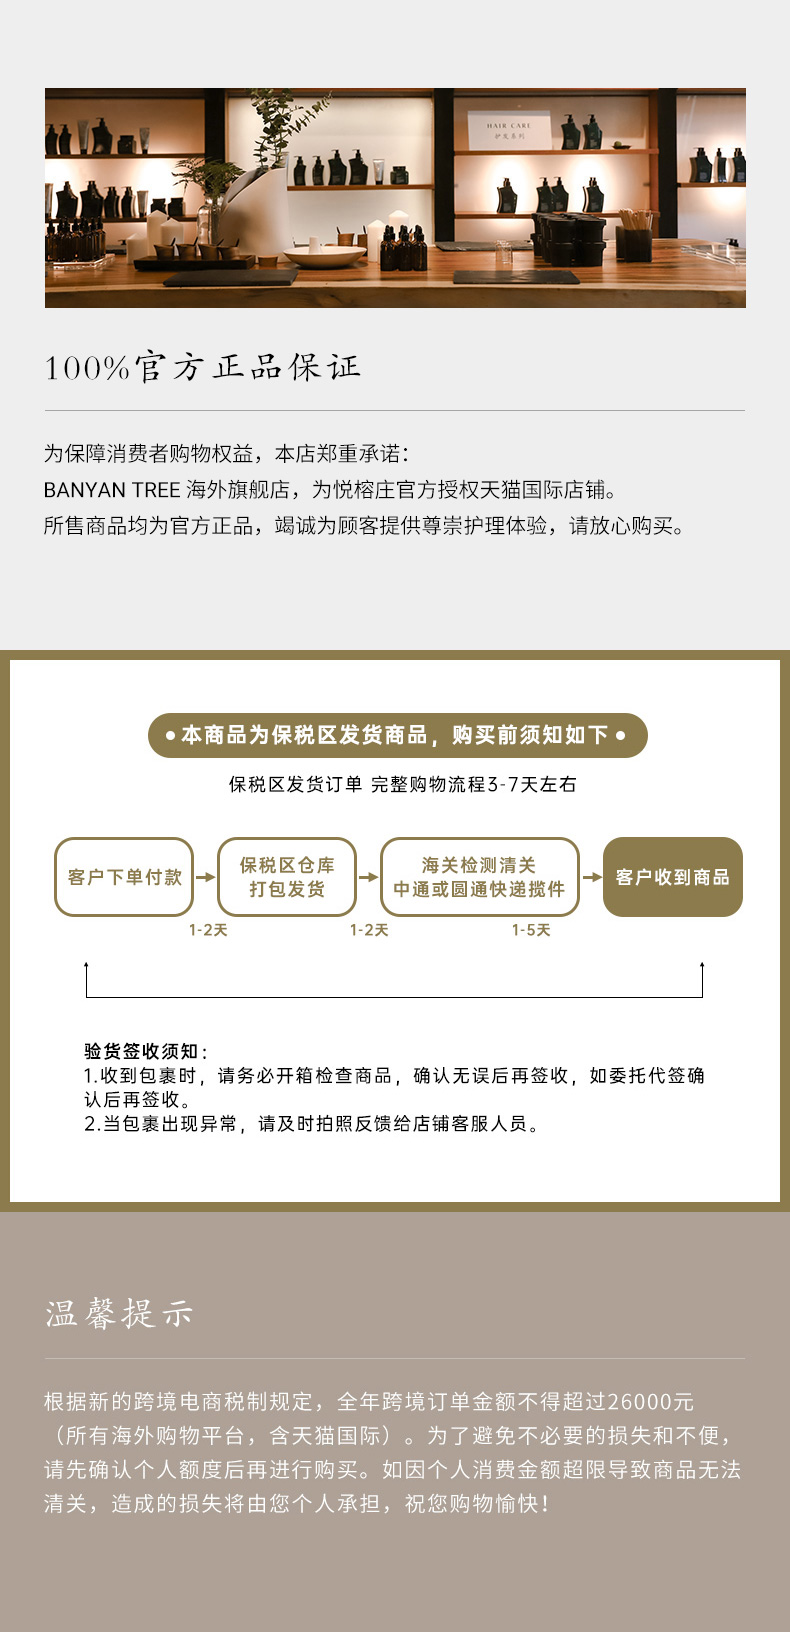 HAIR CARE
护发系列
100%官方正品保证
为保障消费者购物权益，本店郑重承诺：
BANYAN TREE 海外旗舰店，为悦榕庄官方授权天猫国际店铺。
所售商品均为官方正品，竭诚为顾客提供尊崇护理体验，请放心购买。
• 本商品为保税区发货商品，购买前须知如下 •
保税区发货订单 完整购物流程3-7天左右
客户下单付款
保税区仓库
打包发货
海关检测清关
中通或圆通快递揽件
客户收到商品
1-2天
1-2天
1-5天
验货签收须知：
1.收到包裹时，请务必开箱检查商品，确认无误后再签收，如委托代签确
认后再签收。
2.当包裹出现异常，请及时拍照反馈给店铺客服人员。
温馨提示
根据新的跨境电商税制规定，全年跨境订单金额不得超过26000元
（所有海外购物平台，含天猫国际）。为了避免不必要的损失和不便，
请先确认个人额度后再进行购买。如因个人消费金额超限导致商品无法
清关，造成的损失将由您个人承担，祝您购物愉快！